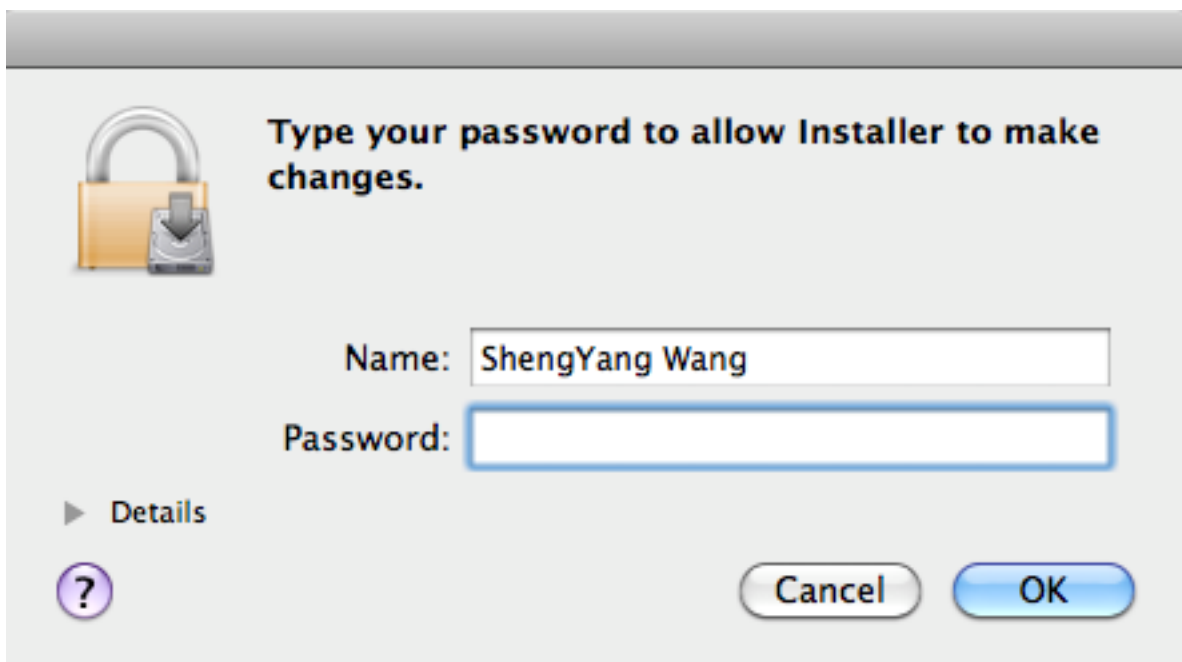 Type your password to allow Installer to make
changes.
Name: ShengYang Wang
Password:
Details
?
Cancel
OK